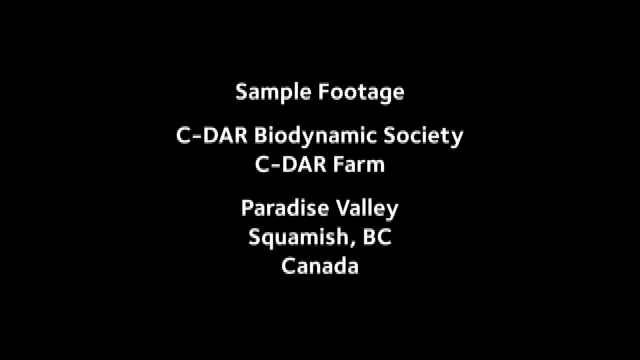 Sample Footage
C-DAR Biodynamic Society
C-DAR Farm
Paradise Valley
Squamish, BC
Canada